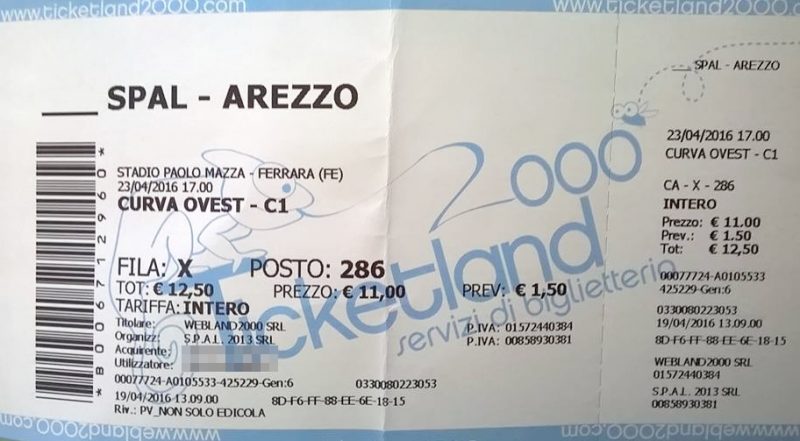 www.ticketland2000.com
www.ticketland2000.com
SPAL - AREZZO
STADIO PAOLO MAZZA - FERRARA (FE)
23/04/2016 17.00
CURVA OVEST - C1
FILA: X POSTO: 286
TOT: € 12,50 PREZZO: € 11,00 PREV: € 1,50
TARIFFA: INTERO
Titolare: WEBLAND2000 SRL P.IVA: 01572440384
Organizz: S.P.A.L. 2013 SRL P.IVA: 00858930381
Acquirente:
Utilizzatore:
00077724-A0105533-425229-Gen:6 0330080223053
19/04/2016 13.09.00 8D-F6-FF-88-EE-6E-18-15
Riv.: PV_NON SOLO EDICOLA
*B006712960*
Ticketland
2000
servizi di biglietteria
SPAL - AREZZO
23/04/2016 17.00
CURVA OVEST - C1
CA - X - 286
INTERO
Prezzo: € 11.00
Prev.: € 1.50
Tot: € 12,50
00077724-A0105533-
425229-Gen:6
0330080223053
19/04/2016 13.09.00
8D-F6-FF-88-EE-6E-18-15
WEBLAND2000 SRL
01572440384
S.P.A.L. 2013 SRL
00858930381
www.webland2000.com